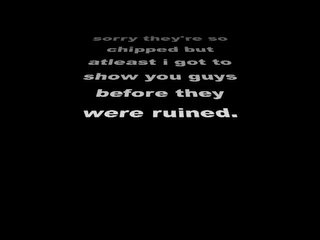 sorry they're so
chipped but
atleast i got to
show you guys
before they
were ruined.